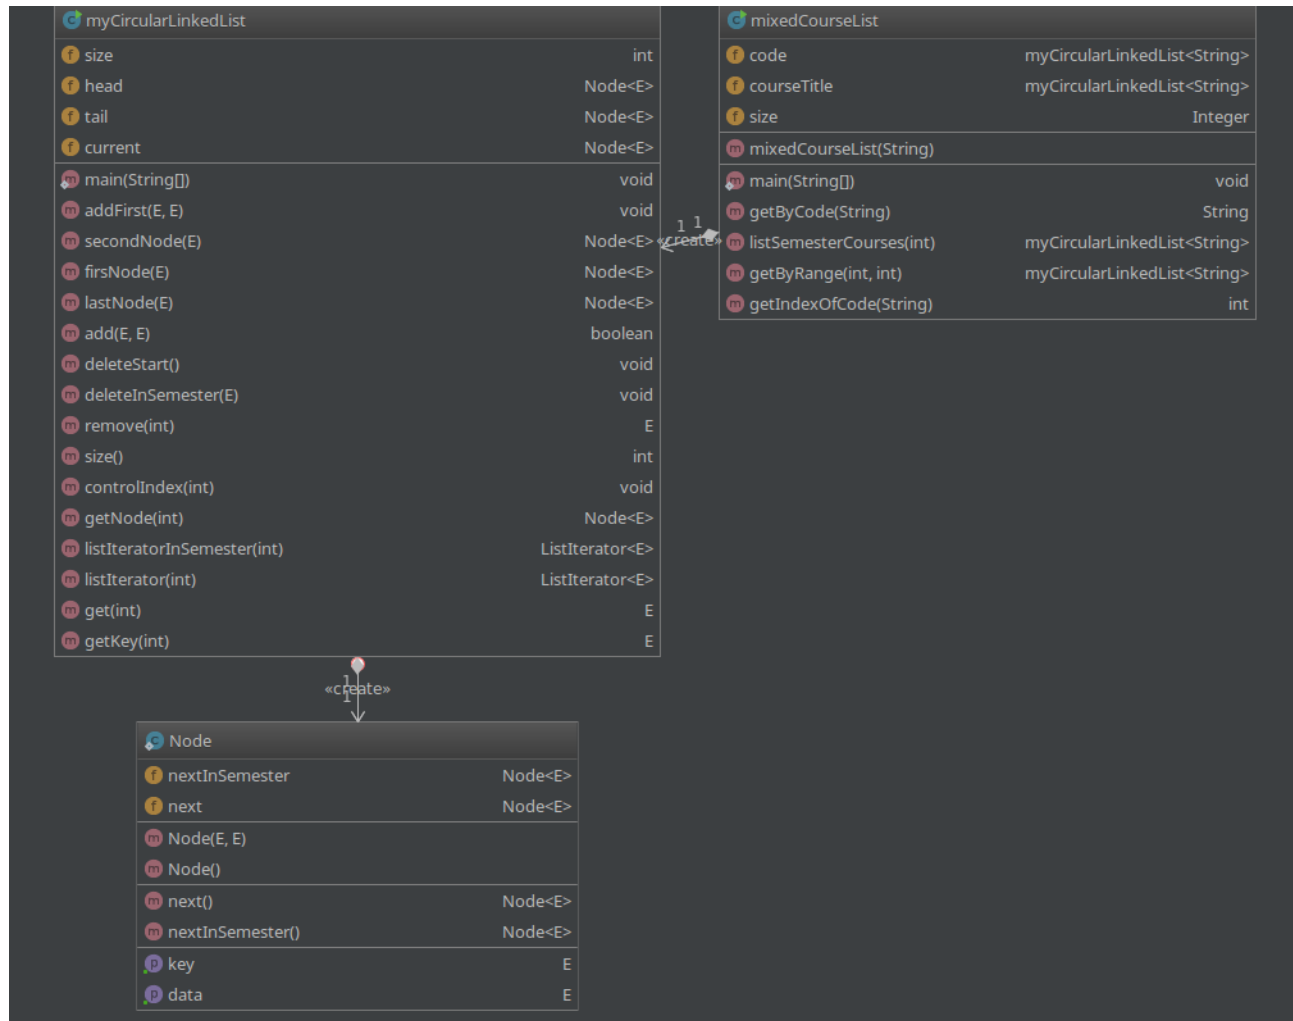 myCircularLinkedList
size int
head Node<E>
tail Node<E>
current Node<E>
main(String[]) void
addFirst(E, E) void
secondNode(E) Node<E>
firsNode(E) Node<E>
lastNode(E) Node<E>
add(E, E) boolean
deleteStart() void
deleteInSemester(E) void
remove(int) E
size() int
controlIndex(int) void
getNode(int) Node<E>
listIteratorInSemester(int) ListIterator<E>
listIterator(int) ListIterator<E>
get(int) E
getKey(int) E
1 1
«create»
mixedCourseList
code myCircularLinkedList<String>
courseTitle myCircularLinkedList<String>
size Integer
mixedCourseList(String)
main(String[]) void
getByCode(String) String
listSemesterCourses(int) myCircularLinkedList<String>
getByRange(int, int) myCircularLinkedList<String>
getIndexOfCode(String) int
1
«create»
1
Node
nextInSemester Node<E>
next Node<E>
Node(E, E)
Node()
next() Node<E>
nextInSemester() Node<E>
key E
data E